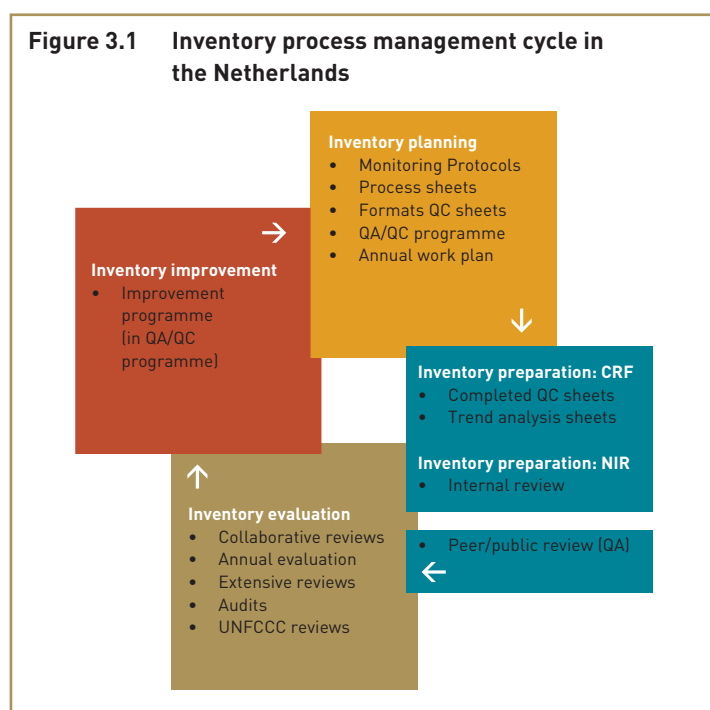 Figure 3.1 Inventory process management cycle in
the Netherlands
Inventory planning
• Monitoring Protocols
• Process sheets
• Formats QC sheets
• QA/QC programme
• Annual work plan
→
Inventory improvement
• Improvement
programme
(in QA/QC
programme)
↓
Inventory preparation: CRF
• Completed QC sheets
• Trend analysis sheets
Inventory preparation: NIR
• Internal review
• Peer/public review (QA)
←
↑
Inventory evaluation
• Collaborative reviews
• Annual evaluation
• Extensive reviews
• Audits
• UNFCCC reviews